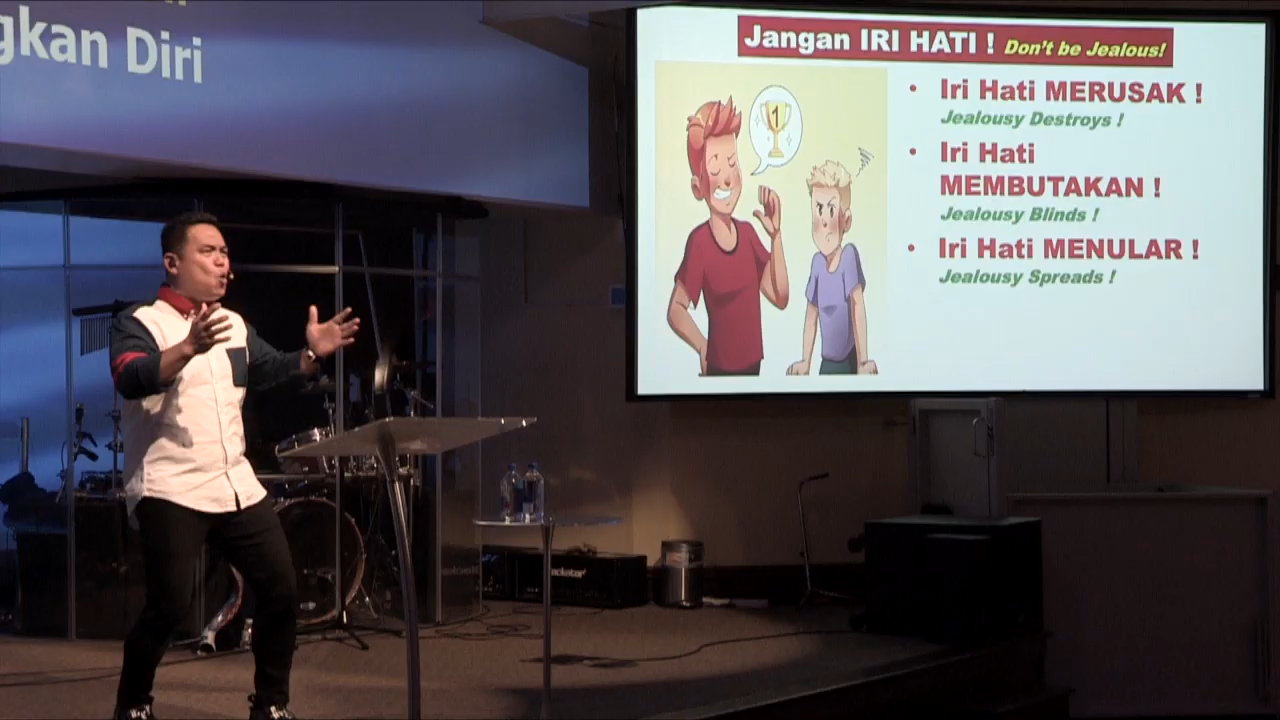 gkan Diri
Jangan IRI HATI ! Don't be Jealous!
1
• Iri Hati MERUSAK !
Jealousy Destroys !
• Iri Hati
MEMBUTAKAN !
Jealousy Blinds !
• Iri Hati MENULAR !
Jealousy Spreads !